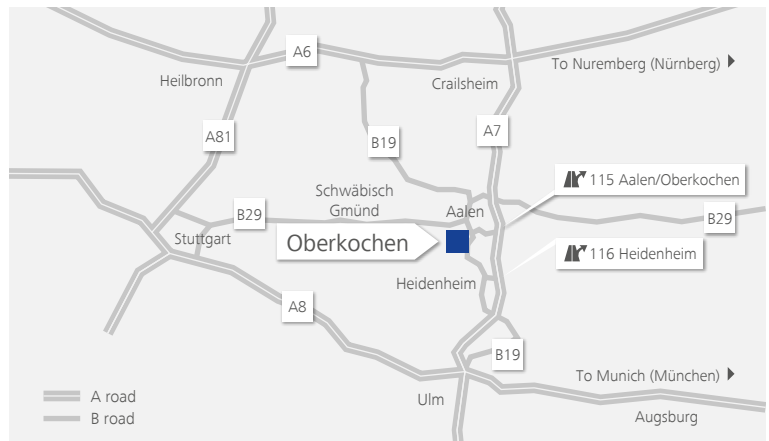 A6
Heilbronn
Crailsheim
To Nuremberg (Nürnberg)
A81
B19
A7
115 Aalen/Oberkochen
Schwäbisch
Gmünd
B29
Aalen
B29
Stuttgart
Oberkochen
116 Heidenheim
Heidenheim
A8
B19
To Munich (München)
A road
Ulm
B road
Augsburg